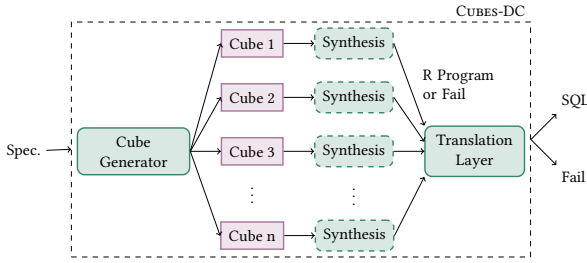 CUBES-DC
Cube 1
Synthesis
R Program
or Fail
Cube 2
Synthesis
SQL
Spec.
Cube
Generator
Cube 3
Synthesis
Translation
Layer
Fail
⋮
⋮
Cube n
Synthesis